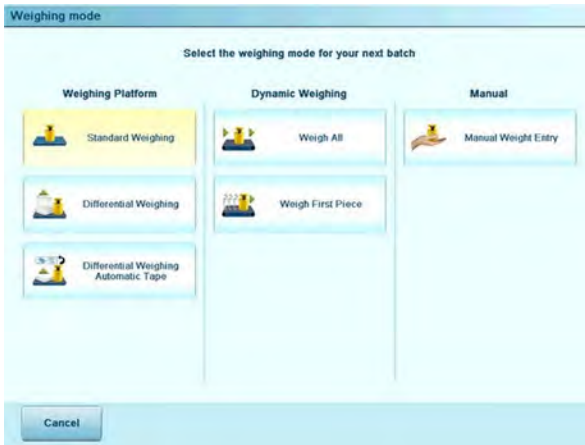 Weighing mode
Select the weighing mode for your next batch
Weighing Platform
Standard Weighing
Differential Weighing
Differential Weighing
Automatic Tape
Dynamic Weighing
Weigh All
Weigh First Piece
Manual
Manual Weight Entry
Cancel